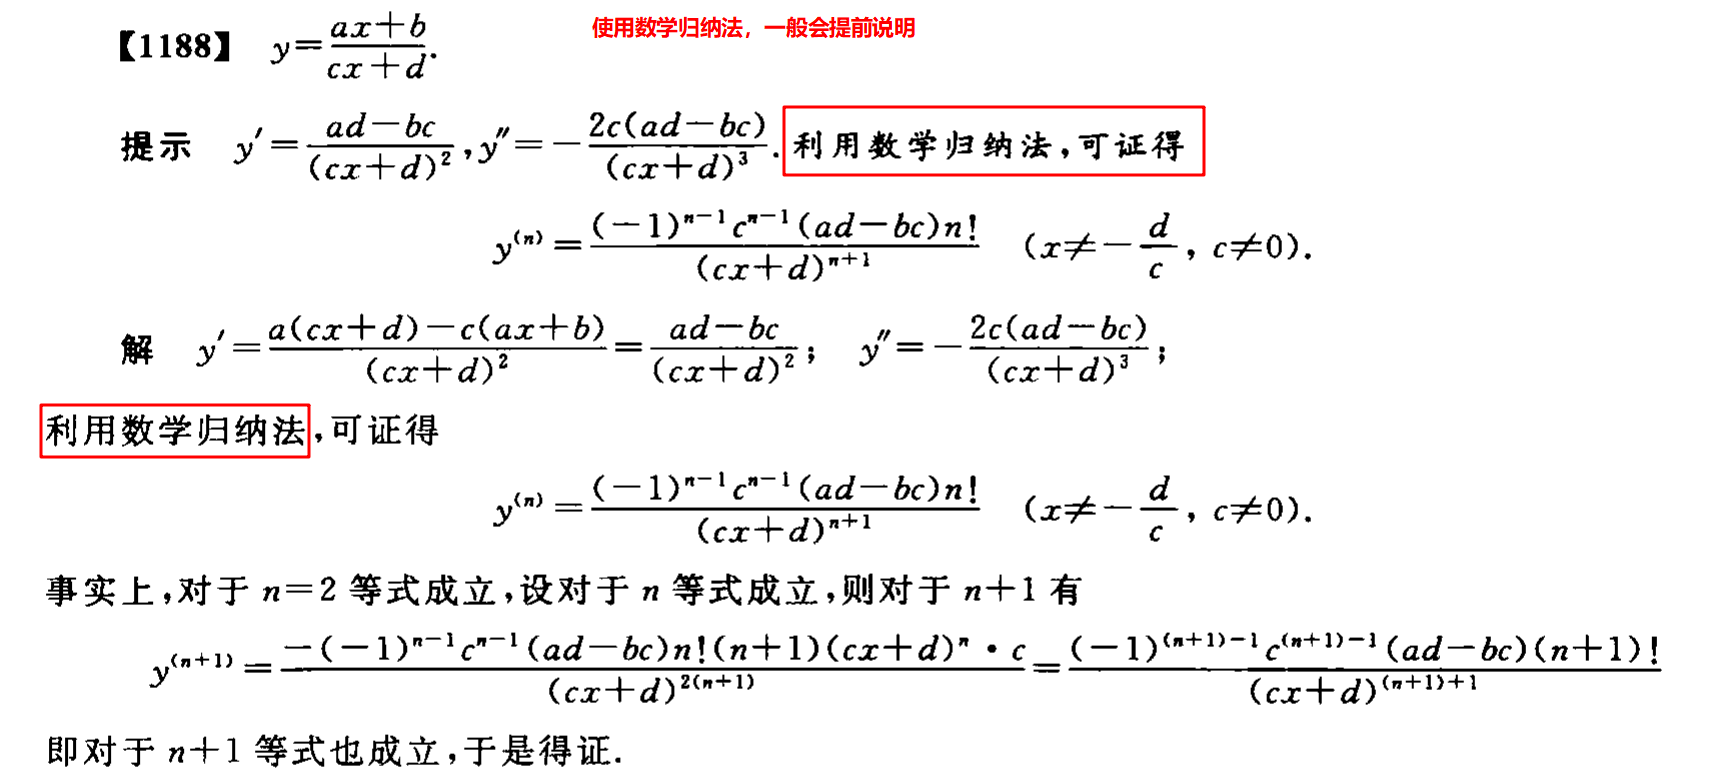 使用数学归纳法，一般会提前说明
【1188】 y=\frac{ax+b}{cx+d}.
提示 y'=\frac{ad-bc}{(cx+d)^2},y''=-\frac{2c(ad-bc)}{(cx+d)^3}.利用数学归纳法,可证得
y^{(n)}=\frac{(-1)^{n-1}c^{n-1}(ad-bc)n!}{(cx+d)^{n+1}} (x≠-\frac{d}{c}, c≠0).
解 y'=\frac{a(cx+d)-c(ax+b)}{(cx+d)^2}=\frac{ad-bc}{(cx+d)^2}; y''=-\frac{2c(ad-bc)}{(cx+d)^3};
利用数学归纳法,可证得
y^{(n)}=\frac{(-1)^{n-1}c^{n-1}(ad-bc)n!}{(cx+d)^{n+1}} (x≠-\frac{d}{c}, c≠0).
事实上,对于 n=2 等式成立,设对于 n 等式成立,则对于 n+1 有
y^{(n+1)}=\frac{-(-1)^{n-1}c^{n-1}(ad-bc)n!(n+1)(cx+d)^n·c}{(cx+d)^{2(n+1)}}=\frac{(-1)^{(n+1)-1}c^{(n+1)-1}(ad-bc)(n+1)!}{(cx+d)^{(n+1)+1}}
即对于 n+1 等式也成立,于是得证.